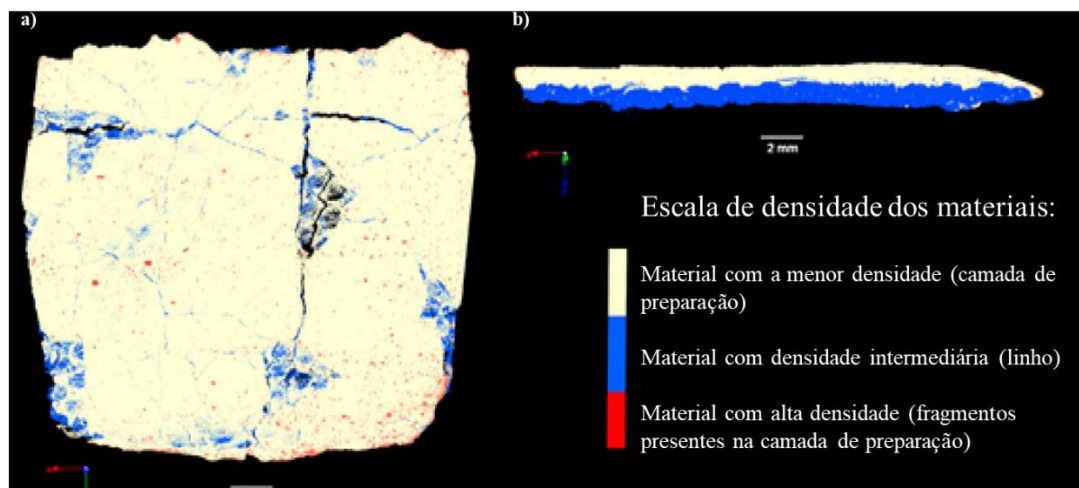 a)
b)
2 mm
Escala de densidade dos materiais:
Material com a menor densidade (camada de
preparação)
Material com densidade intermediária (linho)
Material com alta densidade (fragmentos
presentes na camada de preparação)